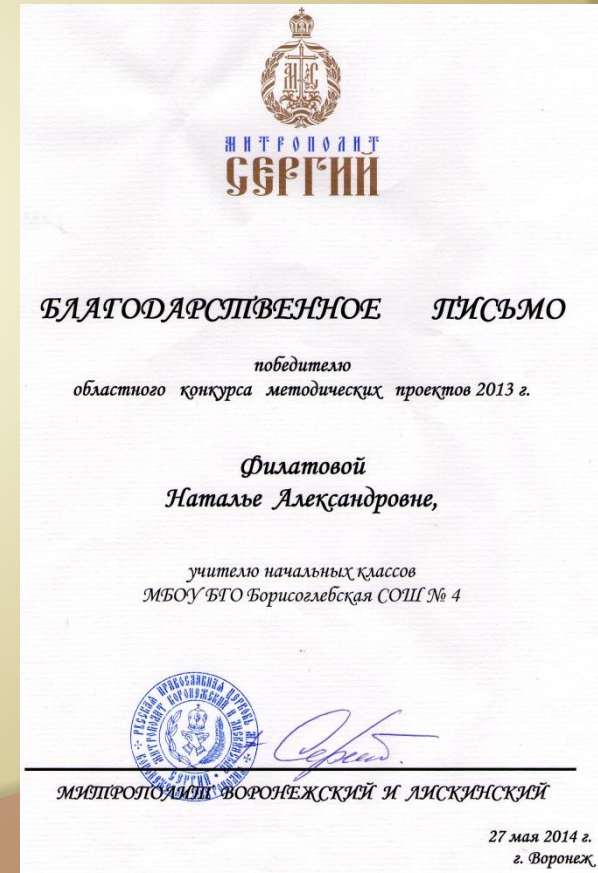 МИТРОПОЛИТ
СЕРГИЙ
БЛАГОДАРСТВЕННОЕ ПИСЬМО
победителю
областного конкурса методических проектов 2013 г.
Филатовой
Наталье Александровне,
учителю начальных классов
МБОУ БГО Борисоглебская СОШ № 4
МИТРОПОЛИТ ВОРОНЕЖСКИЙ И ЛИСКИНСКИЙ
27 мая 2014 г.
г. Воронеж